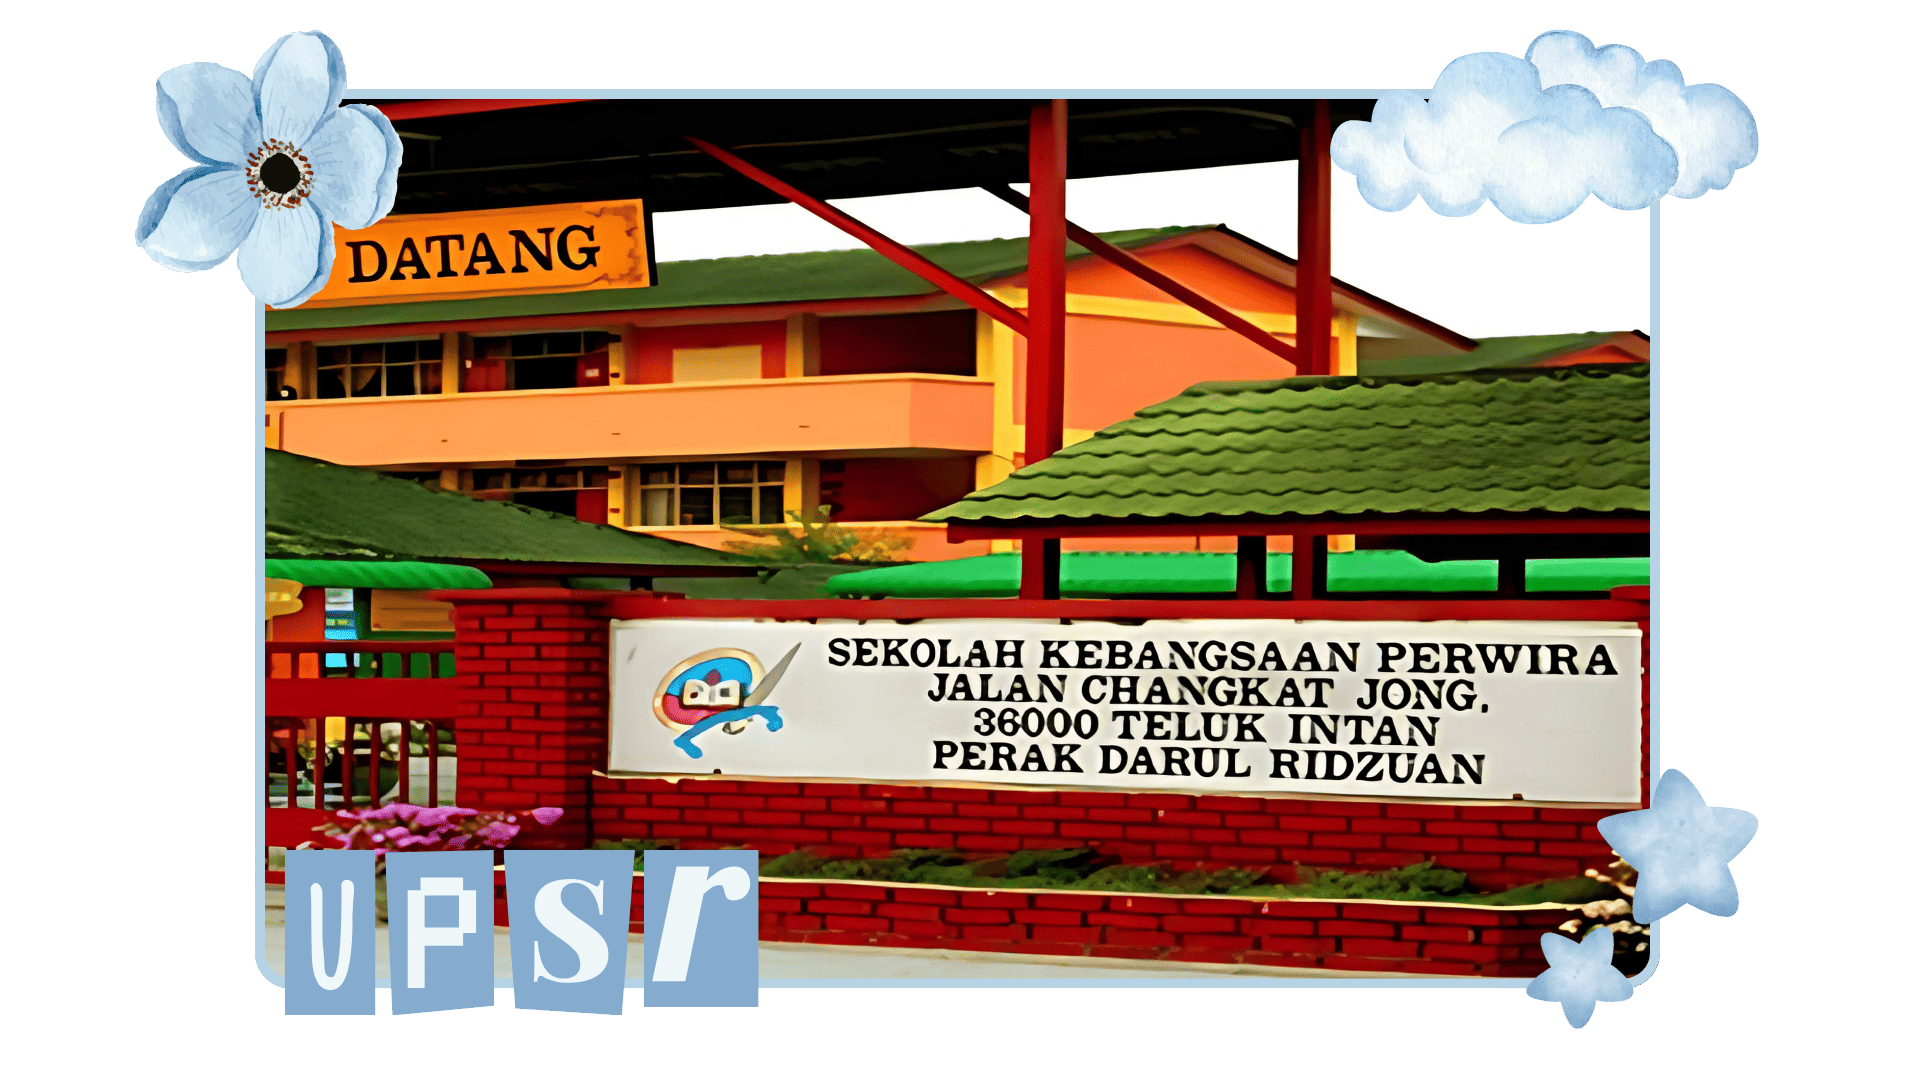 DATANG
SEKOLAH KEBANGSAAN PERWIRA
JALAN CHANGKAT JONG.
36000 TELUK INTAN
PERAK DARUL RIDZUAN
UPSr